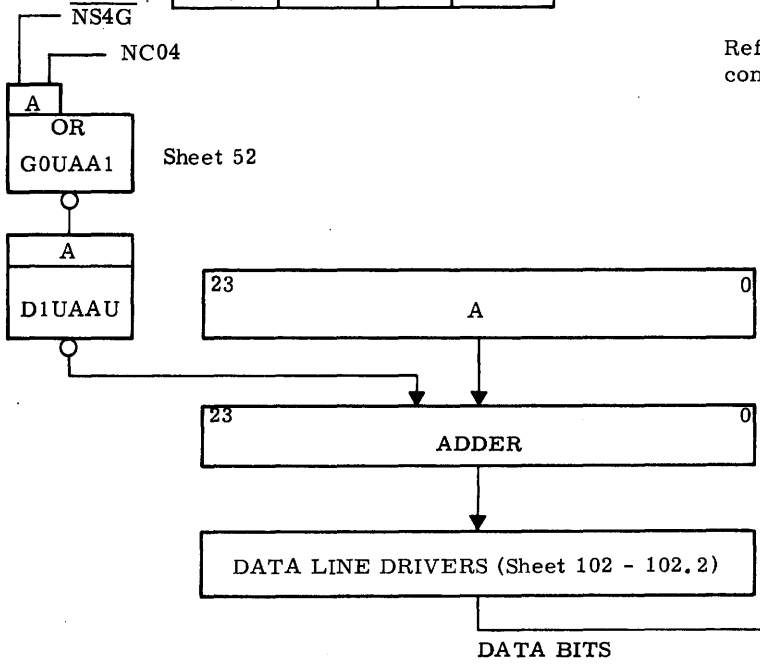 N̅S̅4̅G̅
NC04
Ref
con
A
OR
G0UAA1
Sheet 52
A
D1UAAU
23 0
A
23 0
ADDER
DATA LINE DRIVERS (Sheet 102 - 102.2)
DATA BITS